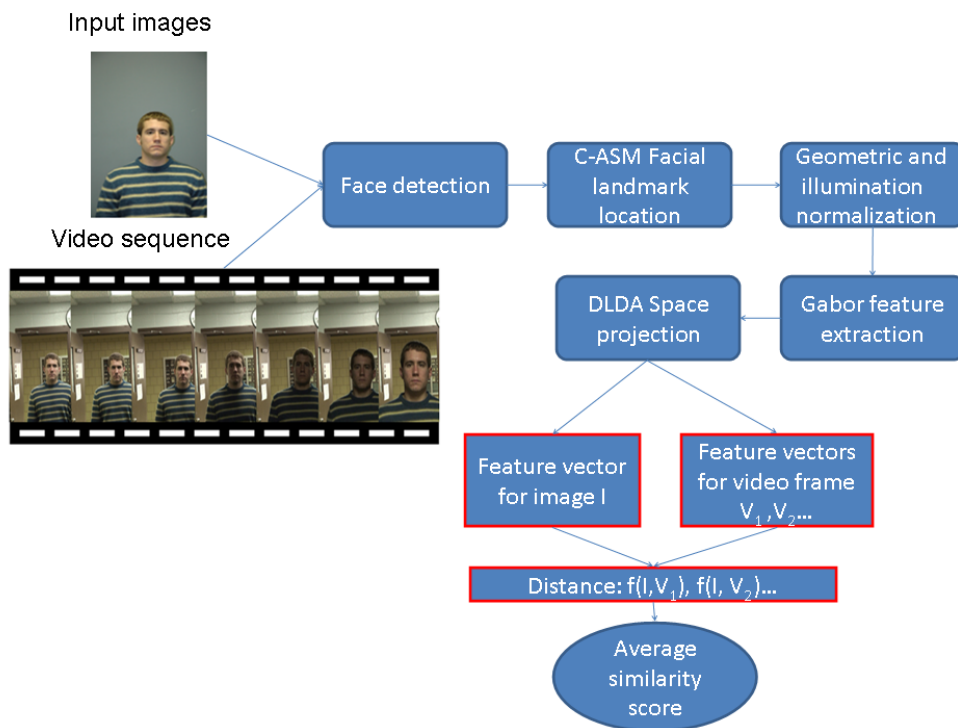 Input images
Video sequence
Face detection
C-ASM Facial
landmark
location
Geometric and
illumination
normalization
Gabor feature
extraction
DLDA Space
projection
Feature vector
for image I
Feature vectors
for video frame
V₁ ,V₂...
Distance: f(I,V₁), f(I, V₂)...
Average
similarity
score